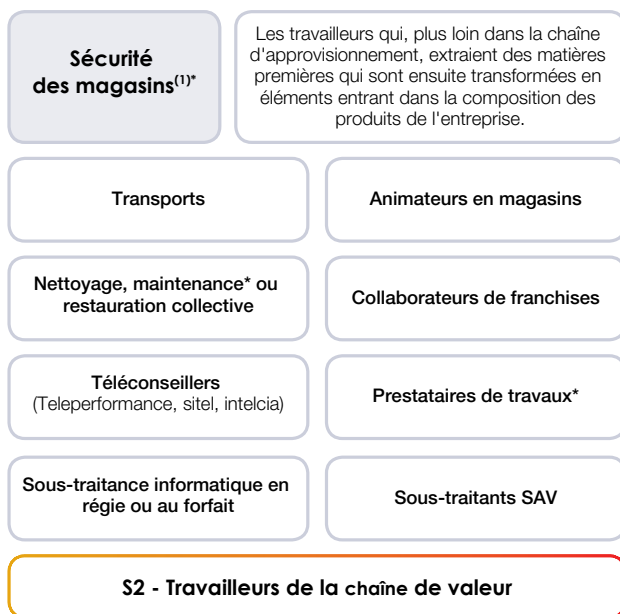 Sécurité
des magasins(1)*
Les travailleurs qui, plus loin dans la chaîne
d'approvisionnement, extraient des matières
premières qui sont ensuite transformées en
éléments entrant dans la composition des
produits de l'entreprise.
Transports
Animateurs en magasins
Nettoyage, maintenance* ou
restauration collective
Collaborateurs de franchises
Téléconseillers
(Teleperformance, sitel, intelcia)
Prestataires de travaux*
Sous-traitance informatique en
régie ou au forfait
Sous-traitants SAV
S2 - Travailleurs de la chaîne de valeur